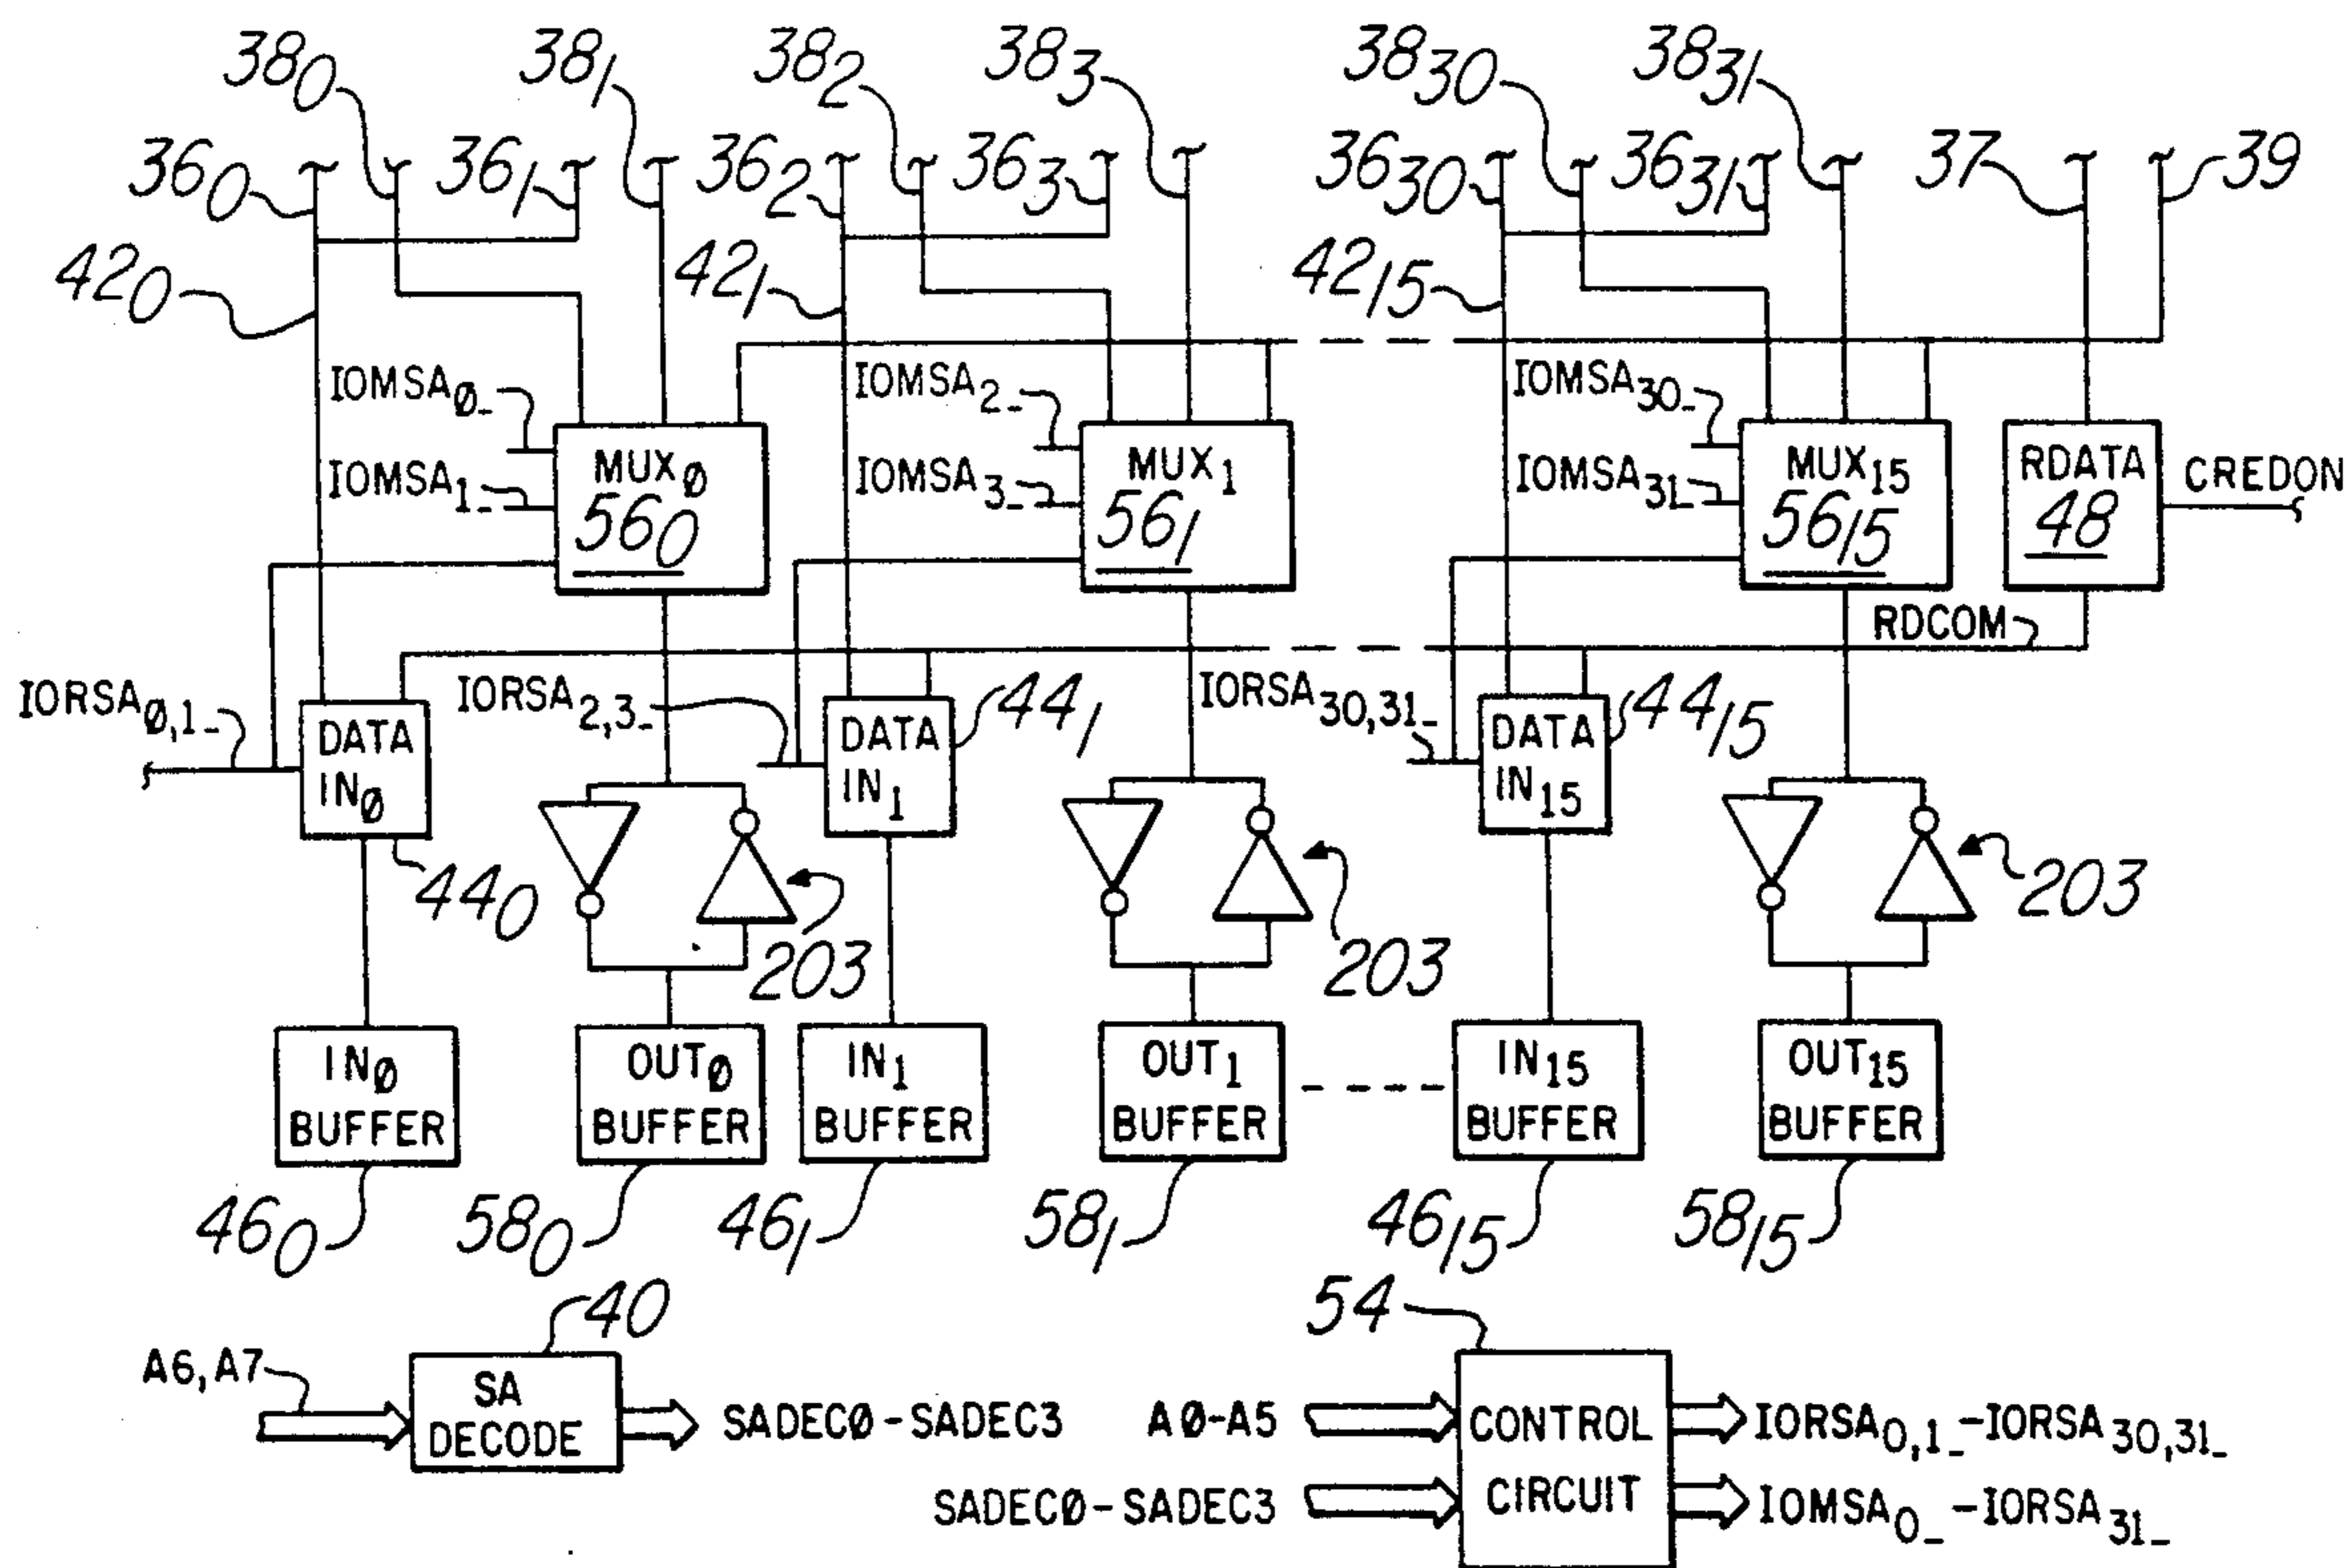 38₀ 38₁ 38₂ 38₃ 38₃₀ 38₃₁
36₀ 36₁ 36₂ 36₃ 36₃₀ 36₃₁ 37 39
42₀ 42₁ 42₁₅
IOMSA₀_ IOMSA₂_ IOMSA₃₀_
IOMSA₁_ IOMSA₃_ IOMSA₃₁_
MUX₀ MUX₁ MUX₁₅ RDATA CREDON
56₀ 56₁ 56₁₅ 48
RDCOM
IORSA₀,₁_ IORSA₂,₃_ 44₁ IORSA₃₀,₃₁_ 44₁₅
DATA DATA DATA
IN₀ IN₁ IN₁₅
44₀ 203 203 203
IN₀ OUT₀ IN₁ OUT₁ IN₁₅ OUT₁₅
BUFFER BUFFER BUFFER BUFFER BUFFER BUFFER
46₀ 58₀ 46₁ 58₁ 46₁₅ 58₁₅
40 54
A6,A7 SA
DECODE SADEC0-SADEC3
A0-A5 CONTROL IORSA₀,₁_-IORSA₃₀,₃₁_
SADEC0-SADEC3 CIRCUIT IOMSA₀_-IORSA₃₁_